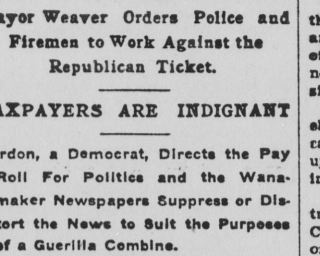 ayor Weaver Orders Police and
Firemen to Work Against the
Republican Ticket.
AXPAYERS ARE INDIGNANT
rdon, a Democrat, Directs the Pay
Roll For Politics and the Wana-
maker Newspapers Suppress or Dis-
tort the News to Suit the Purposes
of a Guerilla Combine.